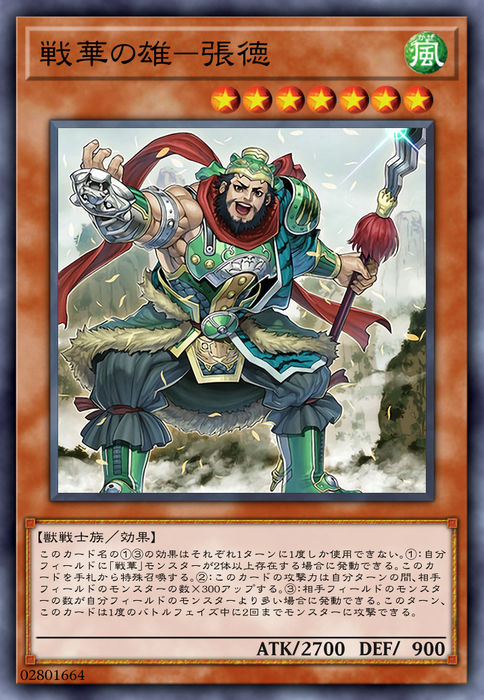 戦華の雄－張徳
かぜ
風
【獣戦士族／効果】
このカード名の①③の効果はそれぞれ1ターンに1度しか使用できない。①：自分
フィールドに「戦華」モンスターが2体以上存在する場合に発動できる。このカ
ードを手札から特殊召喚する。②：このカードの攻撃力は自分ターンの間、相手
フィールドのモンスターの数×300アップする。③：相手フィールドのモンスタ
ーの数が自分フィールドのモンスターより多い場合に発動できる。このターン、
このカードは1度のバトルフェイズ中に2回までモンスターに攻撃できる。
ATK/2700 DEF/ 900
02801664